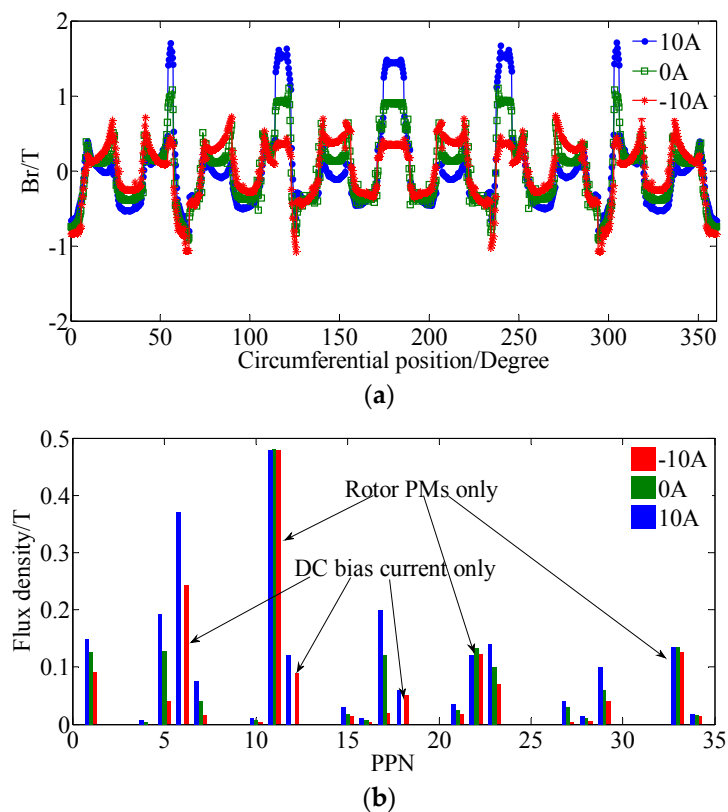 10A
0A
-10A
Br/T
2
1
0
-1
-2
0
50
100
150
200
250
300
350
Circumferential position/Degree
(a)
Flux density/T
0.5
0.4
0.3
0.2
0.1
0
-10A
0A
10A
Rotor PMs only
DC bias current only
0
5
10
15
20
25
30
35
PPN
(b)